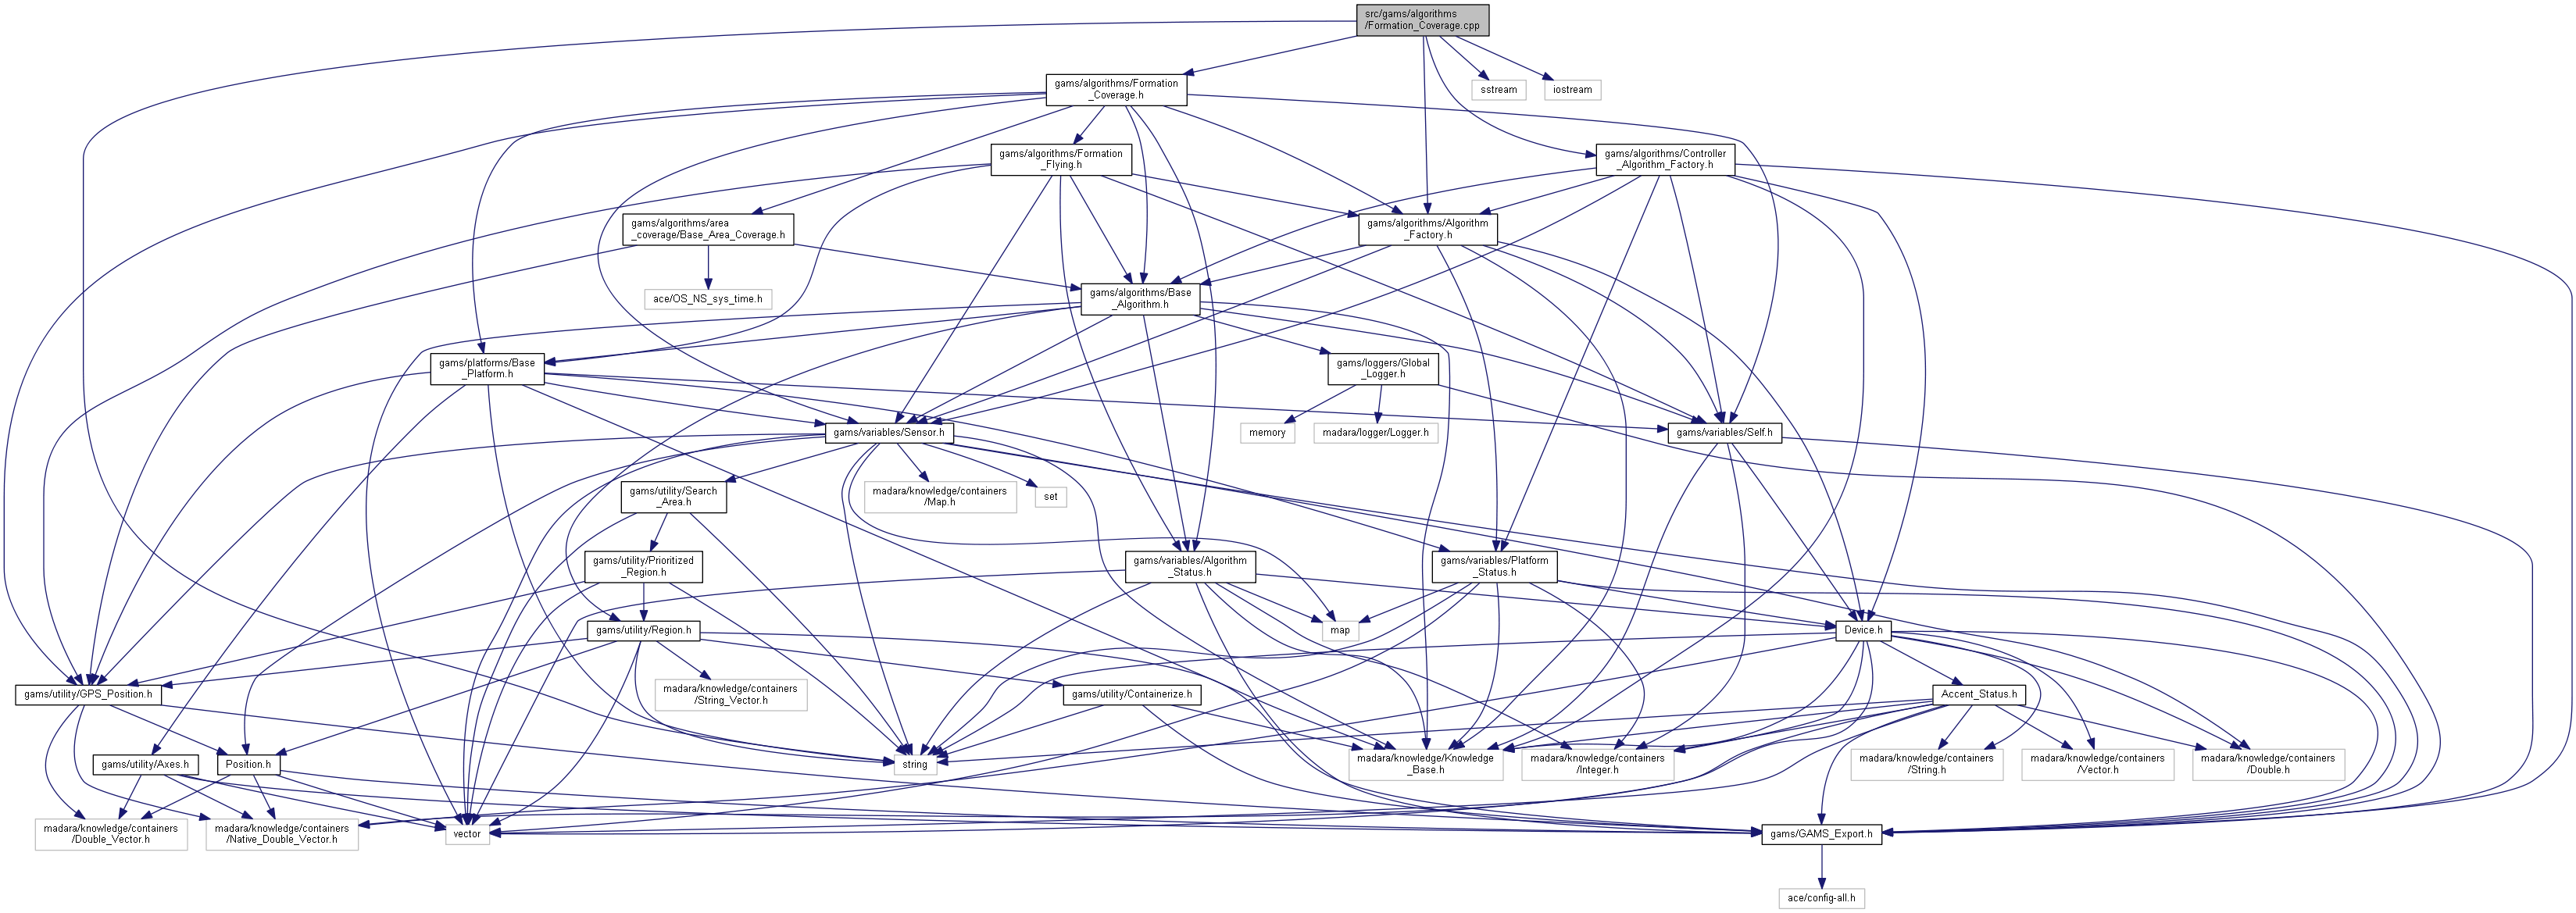 src/gams/algorithms
/Formation_Coverage.cpp
gams/algorithms/Formation
_Coverage.h
sstream
iostream
gams/algorithms/Formation
_Flying.h
gams/algorithms/Controller
_Algorithm_Factory.h
gams/algorithms/area
_coverage/Base_Area_Coverage.h
gams/algorithms/Algorithm
_Factory.h
ace/OS_NS_sys_time.h
gams/algorithms/Base
_Algorithm.h
gams/platforms/Base
_Platform.h
gams/loggers/Global
_Logger.h
gams/variables/Sensor.h
memory
madara/logger/Logger.h
gams/variables/Self.h
gams/utility/Search
_Area.h
madara/knowledge/containers
/Map.h
set
gams/utility/Prioritized
_Region.h
gams/variables/Algorithm
_Status.h
gams/variables/Platform
_Status.h
gams/utility/Region.h
map
Device.h
gams/utility/GPS_Position.h
madara/knowledge/containers
/String_Vector.h
gams/utility/Containerize.h
Accent_Status.h
gams/utility/Axes.h
Position.h
string
madara/knowledge/Knowledge
_Base.h
madara/knowledge/containers
/Integer.h
madara/knowledge/containers
/String.h
madara/knowledge/containers
/Vector.h
madara/knowledge/containers
/Double.h
madara/knowledge/containers
/Double_Vector.h
madara/knowledge/containers
/Native_Double_Vector.h
vector
gams/GAMS_Export.h
ace/config-all.h